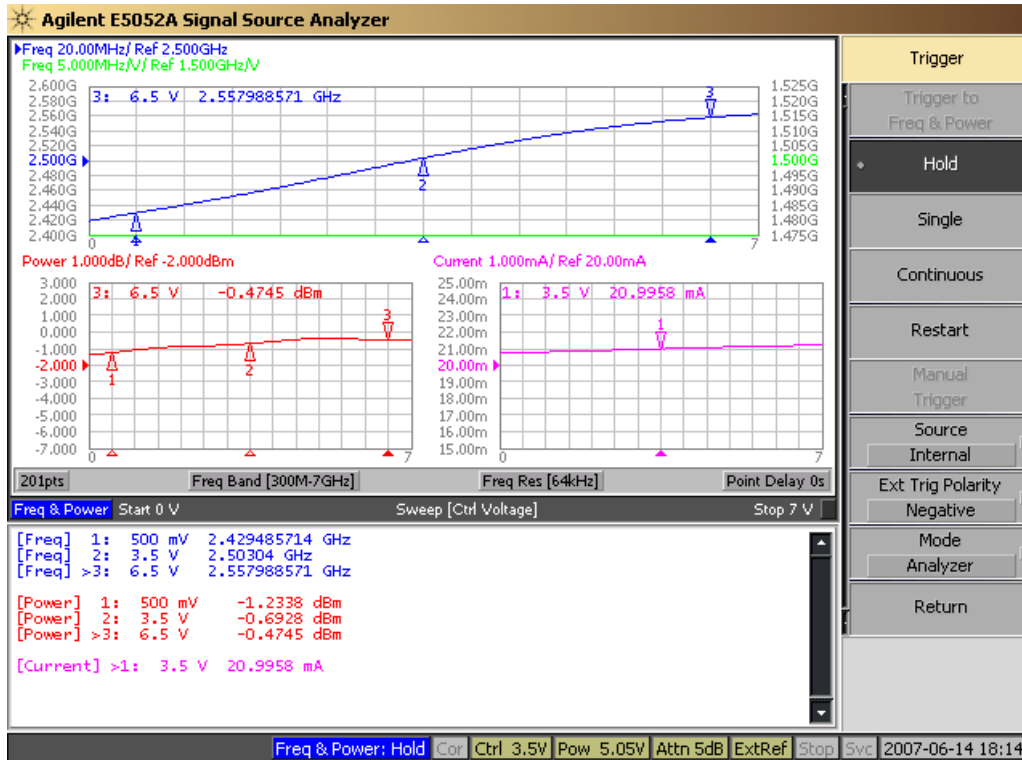 Agilent E5052A Signal Source Analyzer
Freq 20.00MHz/ Ref 2.500GHz
Freq 5.000MHz/V/ Ref 1.500GHz/V
2.600G
2.580G
2.560G
2.540G
2.520G
2.500G
2.480G
2.460G
2.440G
2.420G
2.400G
3: 6.5 V 2.557988571 GHz
3
2
0
7
1.525G
1.520G
1.515G
1.510G
1.505G
1.500G
1.495G
1.490G
1.485G
1.480G
1.475G
Power 1.000dB/ Ref -2.000dBm
3.000
2.000
1.000
0.000
-1.000
-2.000
-3.000
-4.000
-5.000
-6.000
-7.000
3: 6.5 V -0.4745 dBm
3
1
2
0
7
Current 1.000mA/ Ref 20.00mA
25.00m
24.00m
23.00m
22.00m
21.00m
20.00m
19.00m
18.00m
17.00m
16.00m
15.00m
1: 3.5 V 20.9958 mA
1
0
7
201pts Freq Band [300M-7GHz] Freq Res [64kHz] Point Delay 0s
Freq & Power Start 0 V Sweep [Ctrl Voltage] Stop 7 V
[Freq] 1: 500 mV 2.429485714 GHz
[Freq] 2: 3.5 V 2.50304 GHz
[Freq] >3: 6.5 V 2.557988571 GHz
[Power] 1: 500 mV -1.2338 dBm
[Power] 2: 3.5 V -0.6928 dBm
[Power] >3: 6.5 V -0.4745 dBm
[Current] >1: 3.5 V 20.9958 mA
Trigger
Trigger to
Freq & Power
Hold
Single
Continuous
Restart
Manual
Trigger
Source
Internal
Ext Trig Polarity
Negative
Mode
Analyzer
Return
Freq & Power: Hold Cor Ctrl 3.5V Pow 5.05V Attn 5dB ExtRef Stop Svc 2007-06-14 18:14